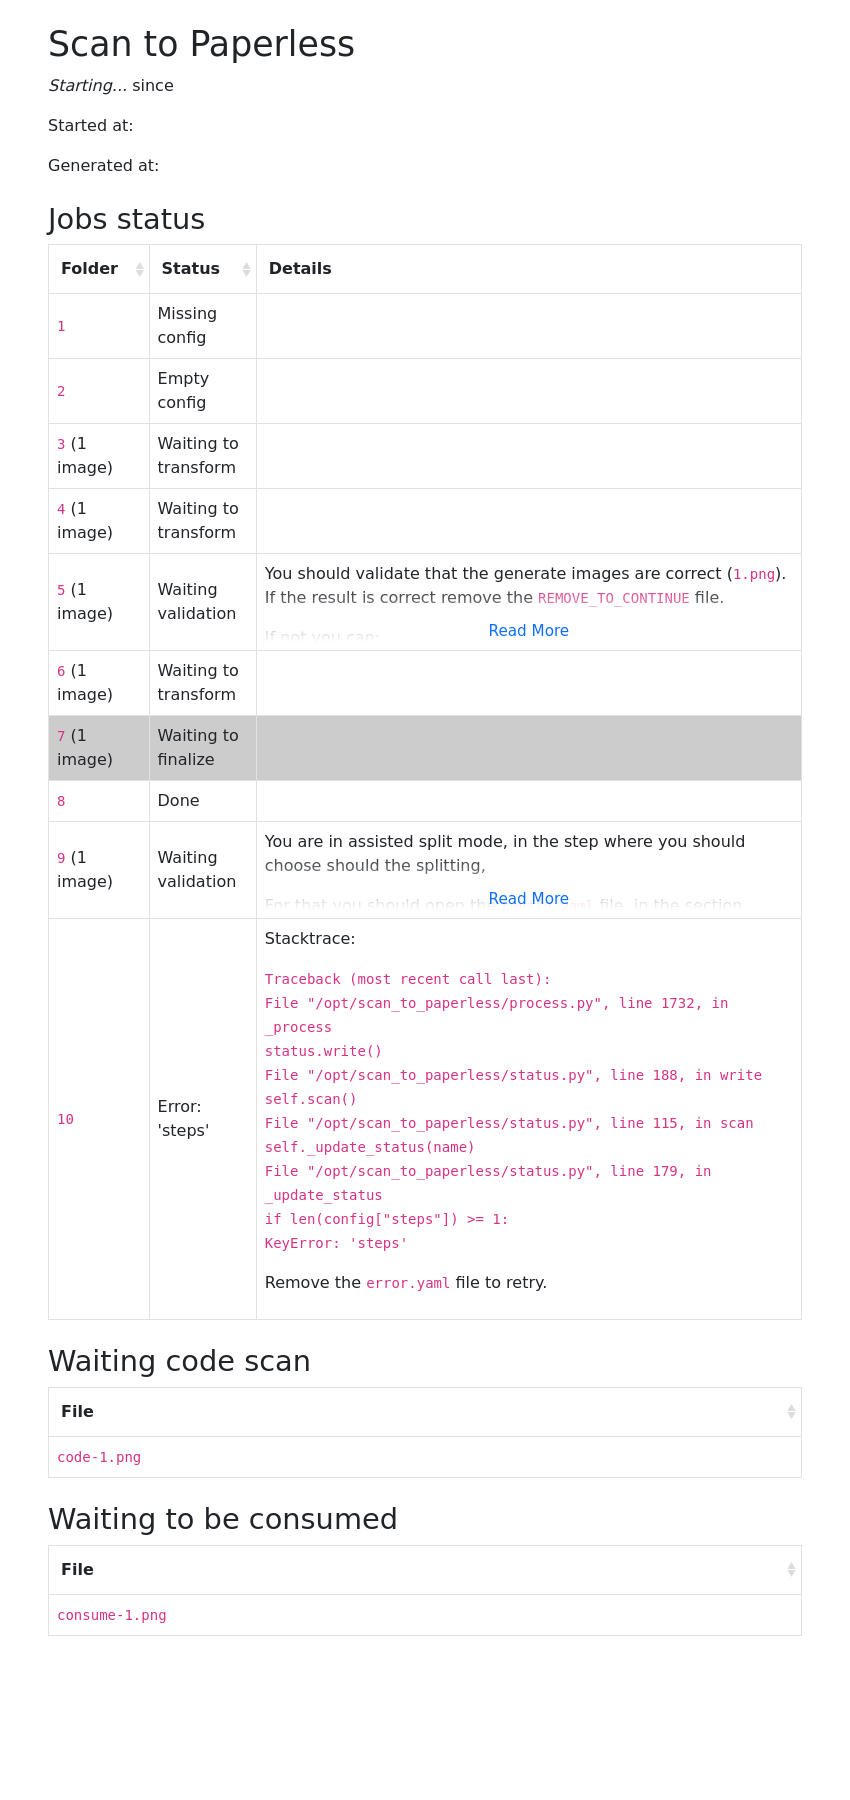 Scan to Paperless
Starting... since
Started at:
Generated at:
Jobs status
Folder Status Details
1 Missing
config
2 Empty
config
3 (1
image) Waiting to
transform
4 (1
image) Waiting to
transform
5 (1
image) Waiting
validation
You should validate that the generate images are correct (1.png).
If the result is correct remove the REMOVE_TO_CONTINUE file.
If not you can:
Read More
6 (1
image) Waiting to
transform
7 (1
image) Waiting to
finalize
8 Done
9 (1
image) Waiting
validation
You are in assisted split mode, in the step where you should
choose should the splitting,
For that you should open the file, in the section
Read More
10 Error:
'steps'
Stacktrace:
Traceback (most recent call last):
File "/opt/scan_to_paperless/process.py", line 1732, in
_process
status.write()
File "/opt/scan_to_paperless/status.py", line 188, in write
self.scan()
File "/opt/scan_to_paperless/status.py", line 115, in scan
self._update_status(name)
File "/opt/scan_to_paperless/status.py", line 179, in
_update_status
if len(config["steps"]) >= 1:
KeyError: 'steps'
Remove the error.yaml file to retry.
Waiting code scan
File
code-1.png
Waiting to be consumed
File
consume-1.png